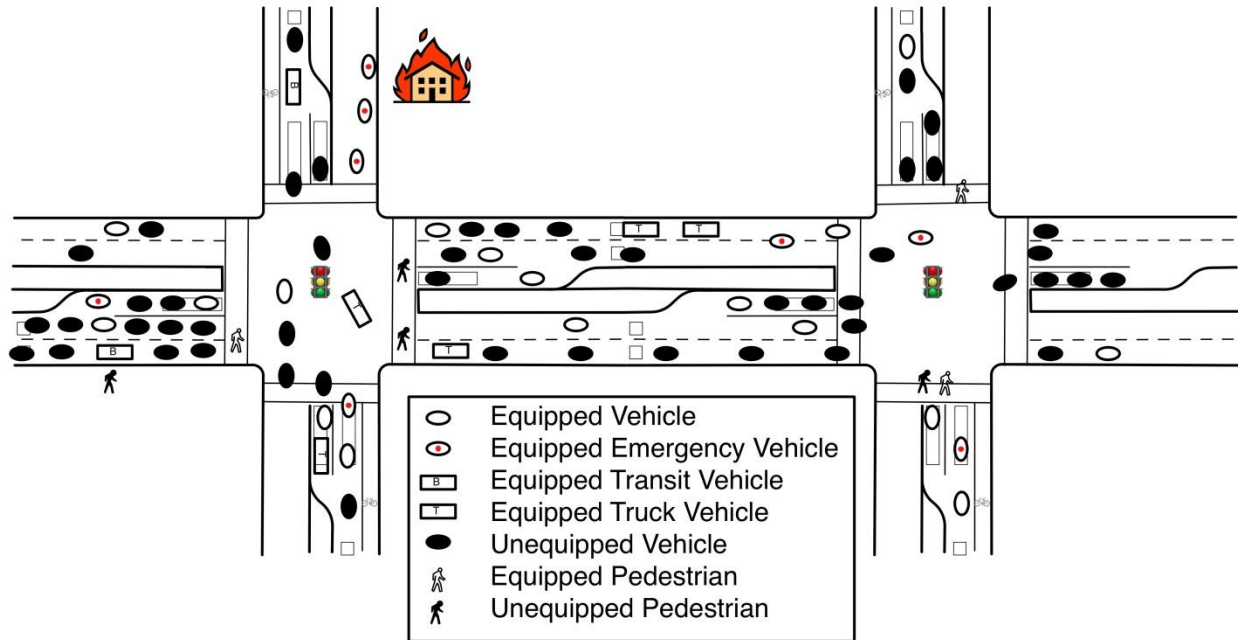 B
T T
T
B T
T
Equipped Vehicle
Equipped Emergency Vehicle
B Equipped Transit Vehicle
T Equipped Truck Vehicle
Unequipped Vehicle
Equipped Pedestrian
Unequipped Pedestrian